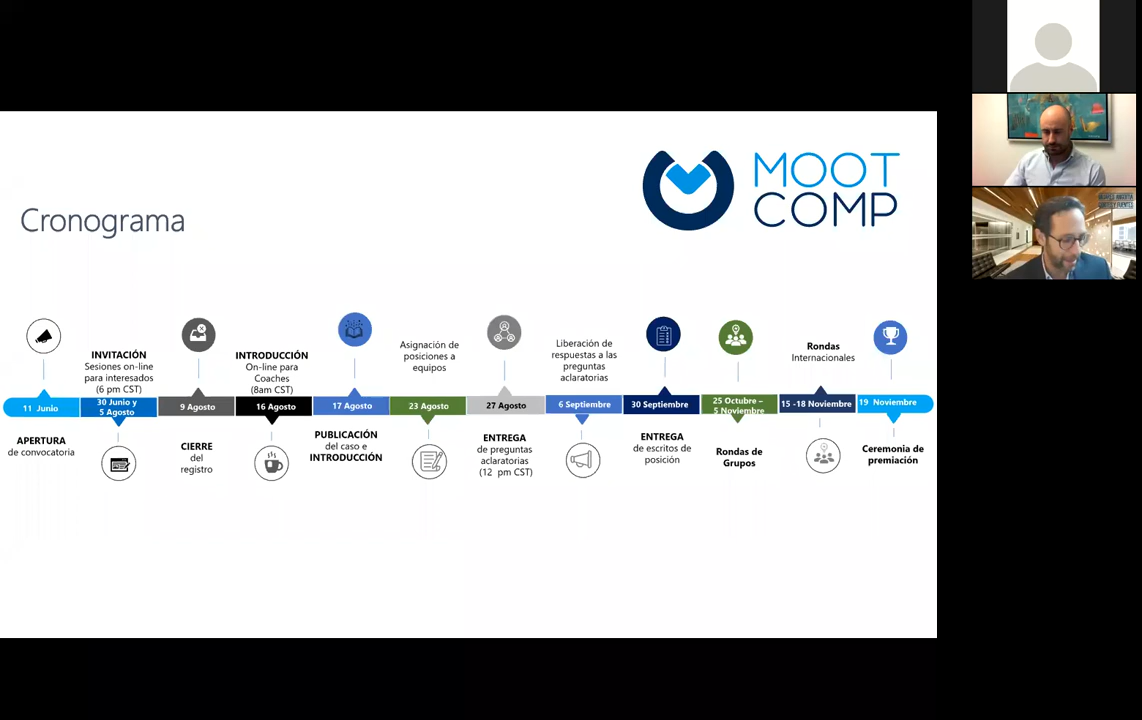 MOOT
COMP
Cronograma
INVITACIÓN
Sesiones on-line
para interesados
(6 pm CST)
INTRODUCCIÓN
On-line para
Coaches
(8am CST)
Asignación de
posiciones a
equipos
Liberación de
respuestas a las
preguntas
aclaratorias
Rondas
Internacionales
11 Junio
30 Junio y
5 Agosto
9 Agosto
16 Agosto
17 Agosto
23 Agosto
27 Agosto
6 Septiembre
30 Septiembre
25 Octubre –
5 Noviembre
15 -18 Noviembre
19 Noviembre
APERTURA
de convocatoria
CIERRE
del
registro
PUBLICACIÓN
del caso e
INTRODUCCIÓN
ENTREGA
de preguntas
aclaratorias
(12 pm CST)
ENTREGA
de escritos de
posición
Rondas de
Grupos
Ceremonia de
premiación